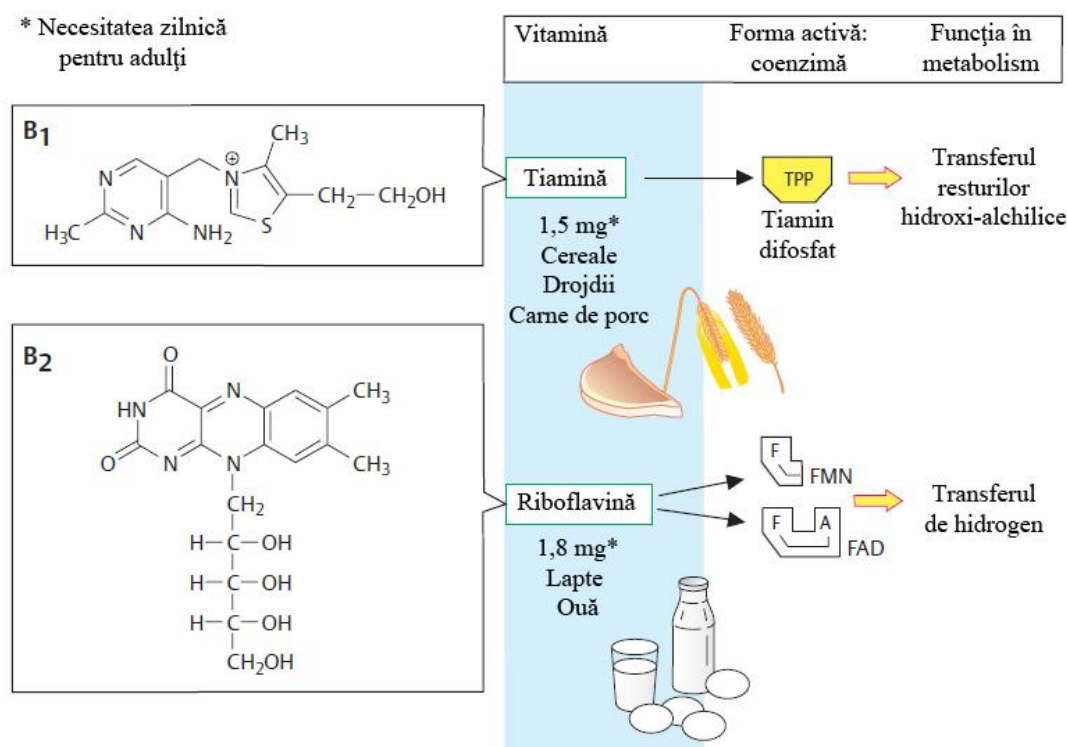 * Necesitatea zilnică
pentru adulţi
Vitamină
Forma activă:
coenzimă
Funcţia în
metabolism
B1
N
N
H3C
NH2
N
⊕
CH3
S
CH2–CH2OH
Tiamină
1,5 mg*
Cereale
Drojdii
Carne de porc
TPP
Tiamin
difosfat
Transferul
resturilor
hidroxi-alchilice
B2
O
HN
O
N
N
N
CH3
CH3
CH2
H–C–OH
H–C–OH
H–C–OH
CH2OH
Riboflavină
1,8 mg*
Lapte
Ouă
F
FMN
F A
FAD
Transferul
de hidrogen